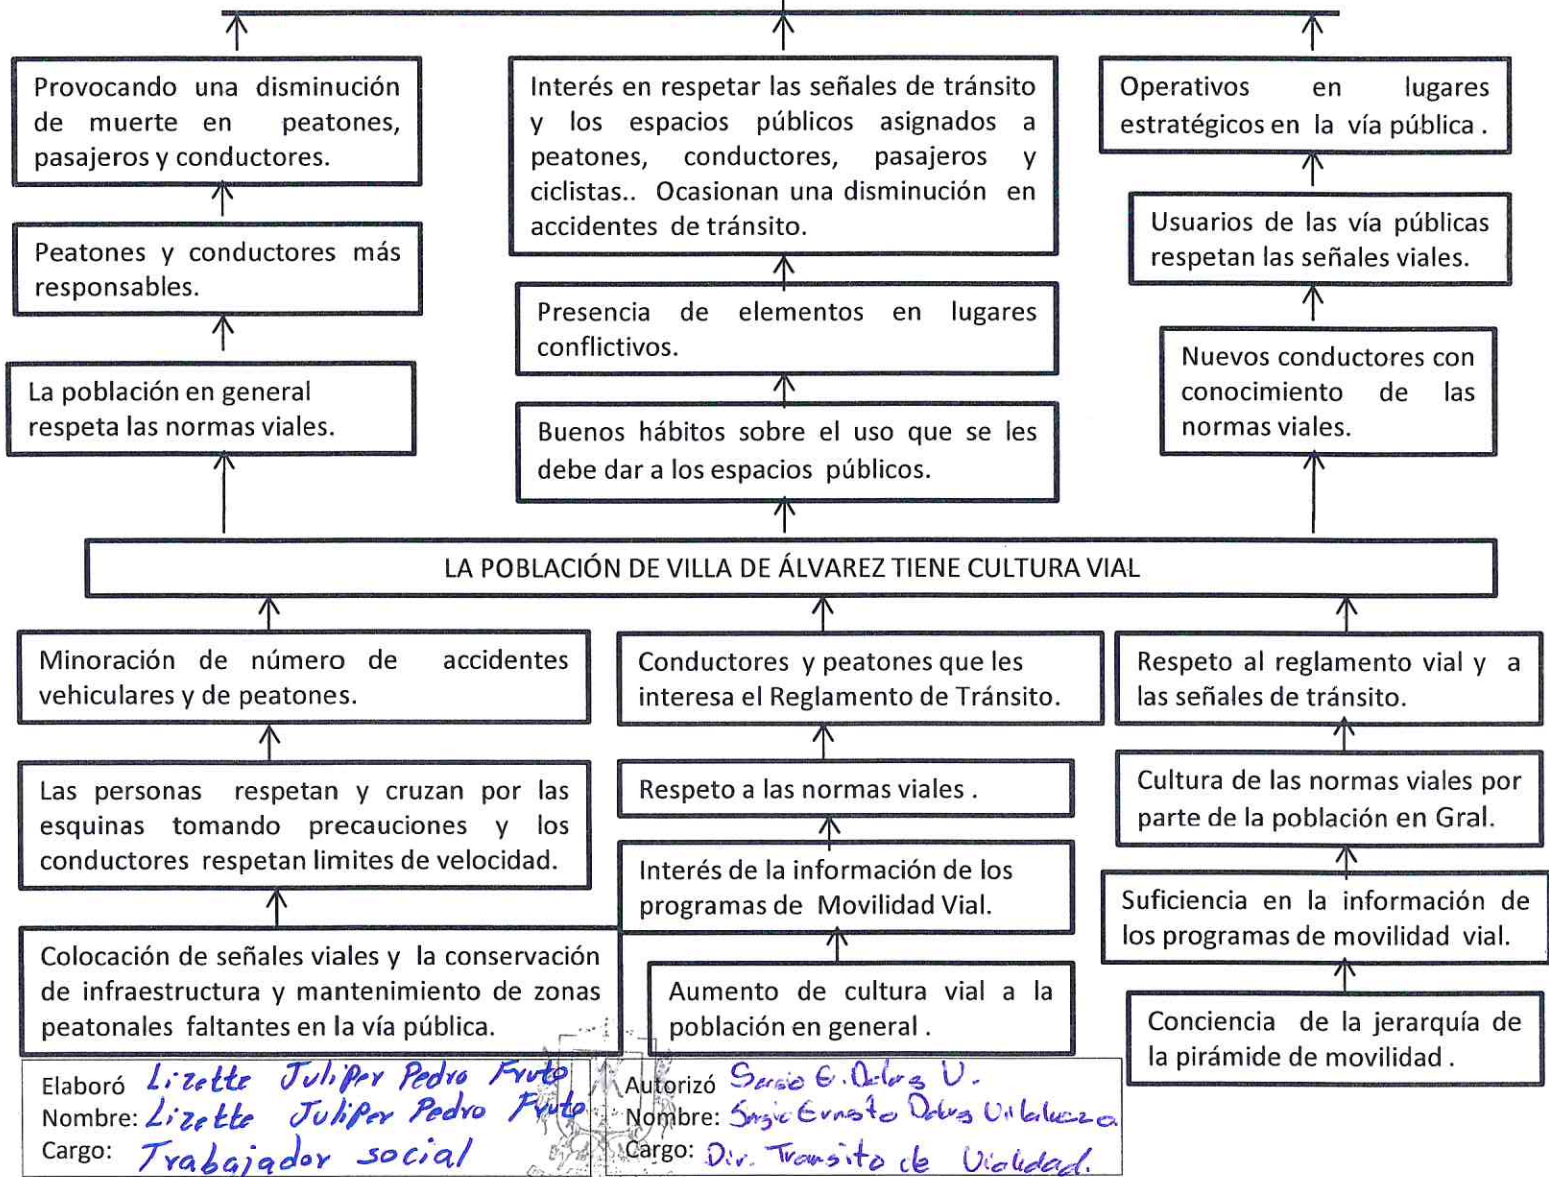 Provocando una disminución
de muerte en peatones,
pasajeros y conductores.
Peatones y conductores más
responsables.
La población en general
respeta las normas viales.
Interés en respetar las señales de tránsito
y los espacios públicos asignados a
peatones, conductores, pasajeros y
ciclistas.. Ocasionan una disminución en
accidentes de tránsito.
Presencia de elementos en lugares
conflictivos.
Buenos hábitos sobre el uso que se les
debe dar a los espacios públicos.
Operativos en lugares
estratégicos en la vía pública .
Usuarios de las vía públicas
respetan las señales viales.
Nuevos conductores con
conocimiento de las
normas viales.
LA POBLACIÓN DE VILLA DE ÁLVAREZ TIENE CULTURA VIAL
Minoración de número de accidentes
vehiculares y de peatones.
Las personas respetan y cruzan por las
esquinas tomando precauciones y los
conductores respetan limites de velocidad.
Colocación de señales viales y la conservación
de infraestructura y mantenimiento de zonas
peatonales faltantes en la vía pública.
Conductores y peatones que les
interesa el Reglamento de Tránsito.
Respeto a las normas viales .
Interés de la información de los
programas de Movilidad Vial.
Aumento de cultura vial a la
población en general .
Respeto al reglamento vial y a
las señales de tránsito.
Cultura de las normas viales por
parte de la población en Gral.
Suficiencia en la información de
los programas de movilidad vial.
Conciencia de la jerarquía de
la pirámide de movilidad .
Elaboró Lizette Julifer Pedro Fruto
Nombre: Lizette Julifer Pedro Fruto
Cargo: Trabajador social
Autorizó Sergio E. V.
Nombre: Sergio Ernesto
Cargo: Dir. Transito de Vialidad.